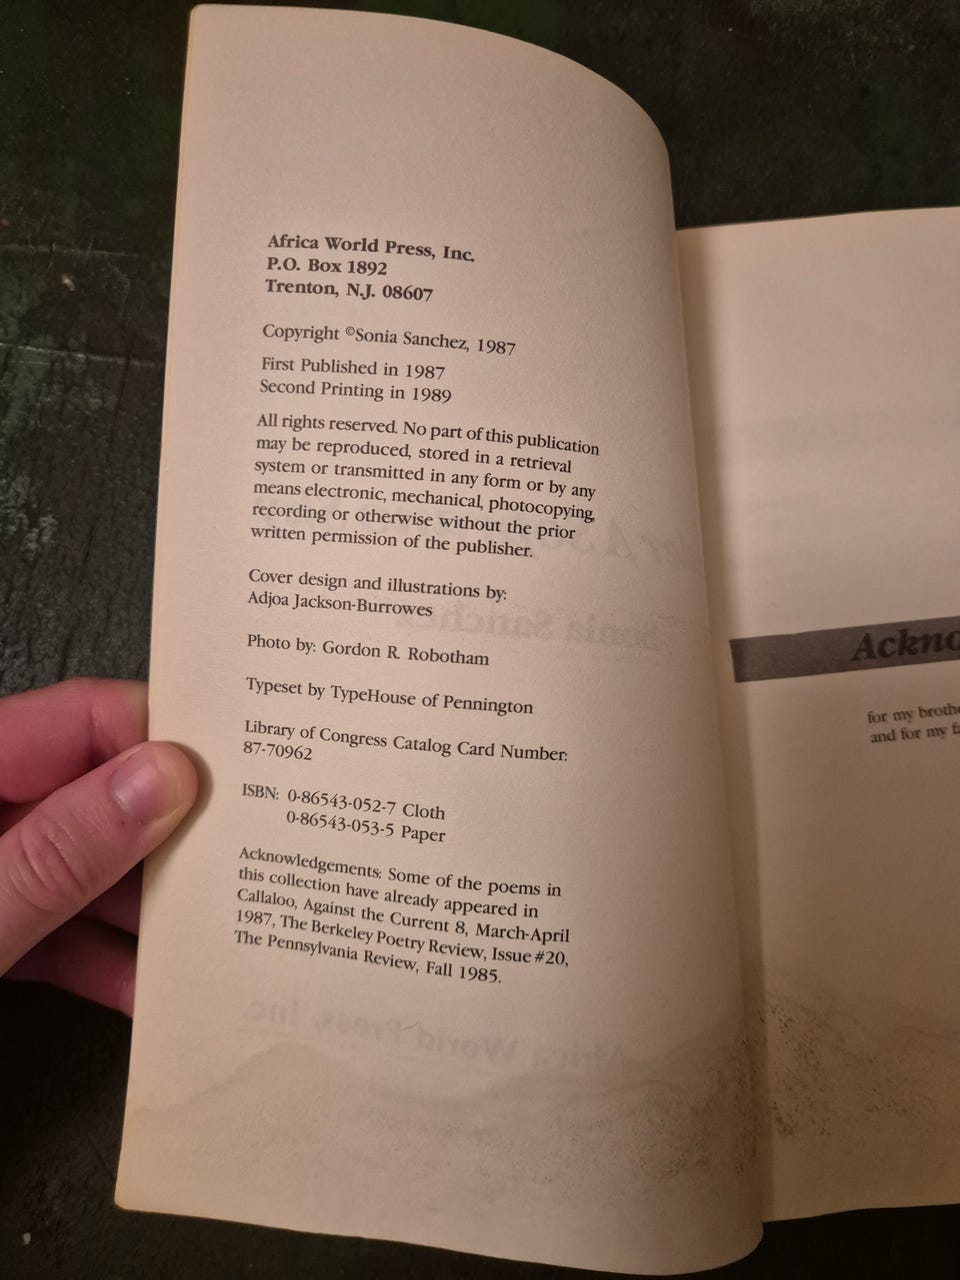 Africa World Press, Inc.
P.O. Box 1892
Trenton, N.J. 08607
Copyright ©Sonia Sanchez, 1987
First Published in 1987
Second Printing in 1989
All rights reserved. No part of this publication
may be reproduced, stored in a retrieval
system or transmitted in any form or by any
means electronic, mechanical, photocopying,
recording or otherwise without the prior
written permission of the publisher.
Cover design and illustrations by:
Adjoa Jackson-Burrowes
Photo by: Gordon R. Robotham
Typeset by TypeHouse of Pennington
Library of Congress Catalog Card Number:
87-70962
ISBN: 0-86543-052-7 Cloth
0-86543-053-5 Paper
Acknowledgements: Some of the poems in
this collection have already appeared in
Callaloo, Against the Current 8, March-April
1987, The Berkeley Poetry Review, Issue #20,
The Pennsylvania Review, Fall 1985.
Ackno
for my brothe
and for my fa